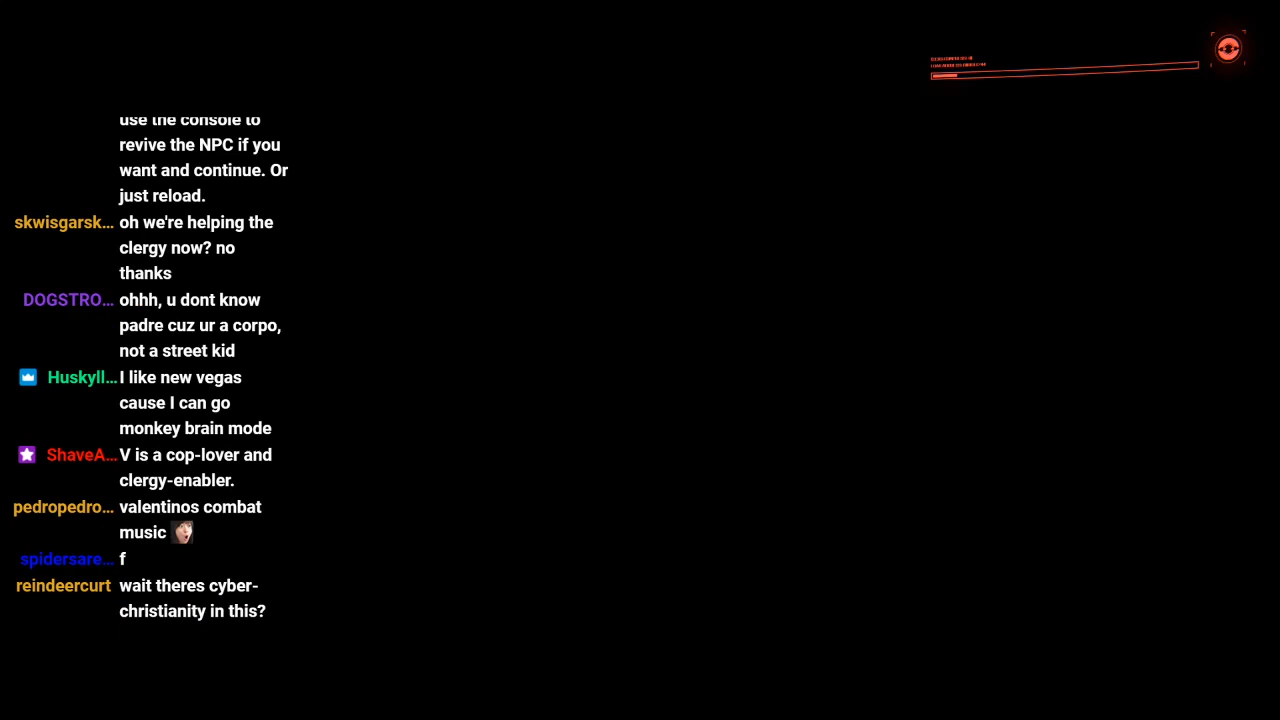 use the console to
revive the NPC if you
want and continue. Or
just reload.
skwisgarsk… oh we're helping the
clergy now? no
thanks
DOGSTRO… ohhh, u dont know
padre cuz ur a corpo,
not a street kid
Huskyll… I like new vegas
cause I can go
monkey brain mode
ShaveA… V is a cop-lover and
clergy-enabler.
pedropedro… valentinos combat
music
spidersare… f
reindeercurt wait theres cyber-
christianity in this?